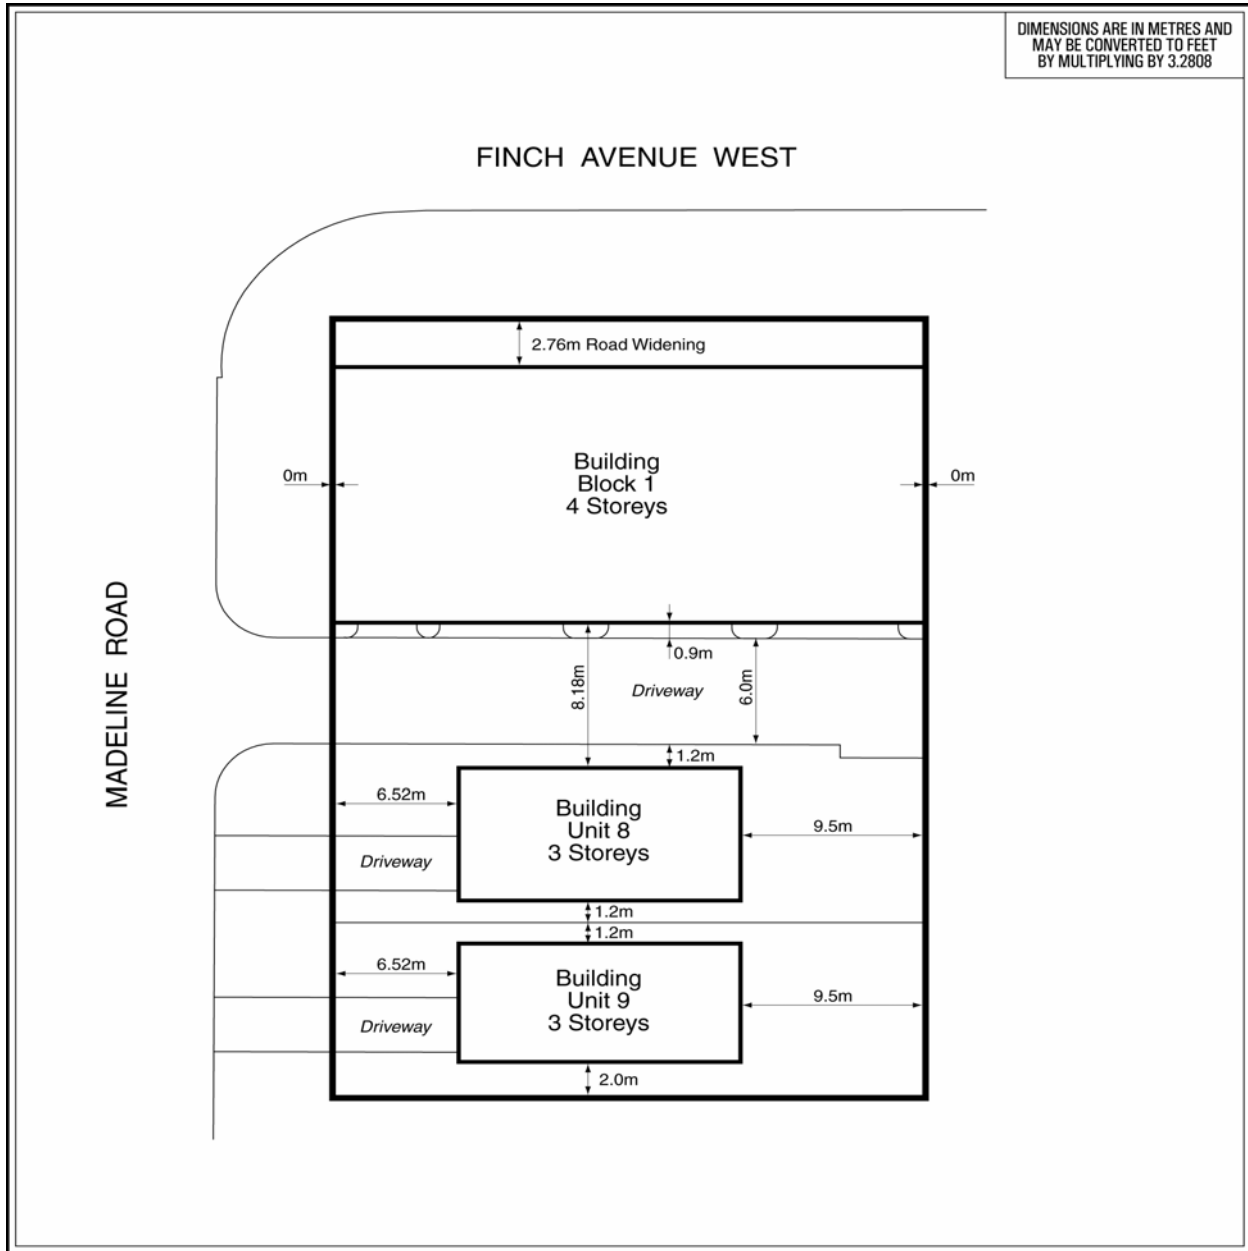 DIMENSIONS ARE IN METRES AND
MAY BE CONVERTED TO FEET
BY MULTIPLYING BY 3.2808
FINCH AVENUE WEST
2.76m Road Widening
Building
Block 1
4 Storeys
0m
0m
MADELINE ROAD
0.9m
8.18m
Driveway
6.0m
1.2m
6.52m
Building
Unit 8
3 Storeys
9.5m
Driveway
1.2m
1.2m
6.52m
Building
Unit 9
3 Storeys
9.5m
Driveway
2.0m